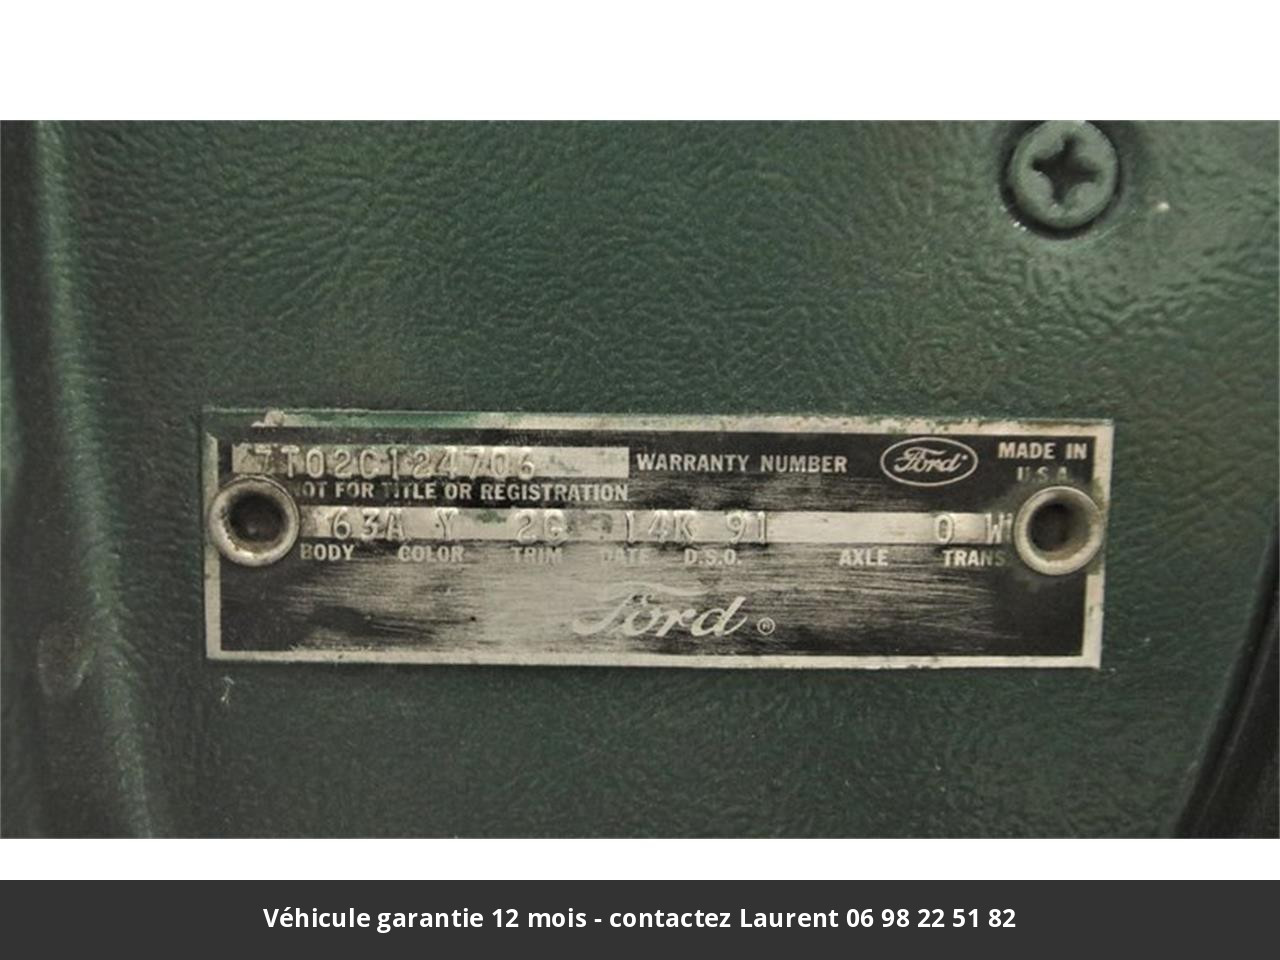 7T02C124706 WARRANTY NUMBER Ford MADE IN
U.S.A.
NOT FOR TITLE OR REGISTRATION
63A Y 2G 14K 91 0 W
BODY COLOR TRIM DATE D.S.O. AXLE TRANS
Ford ®
Véhicule garantie 12 mois - contactez Laurent 06 98 22 51 82